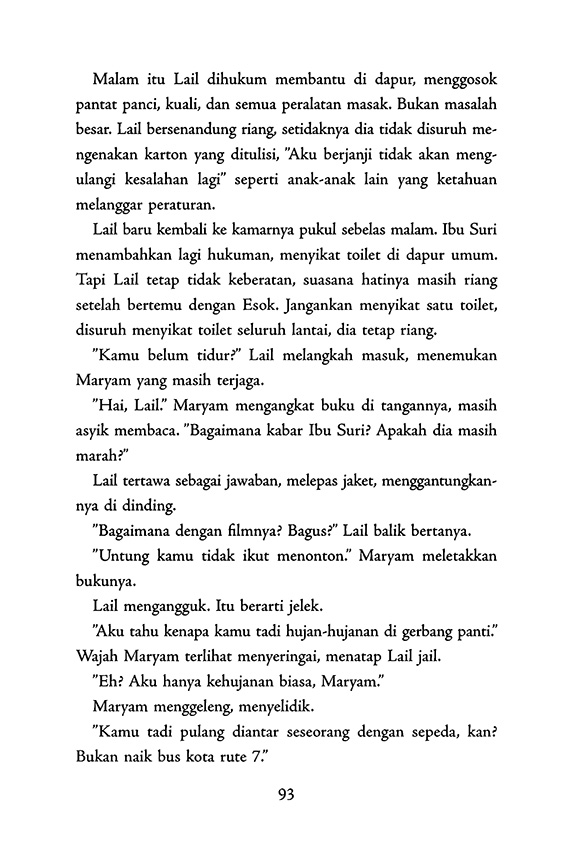 Malam itu Lail dihukum membantu di dapur, menggosok
pantat panci, kuali, dan semua peralatan masak. Bukan masalah
besar. Lail bersenandung riang, setidaknya dia tidak disuruh me-
ngenakan karton yang ditulisi, ”Aku berjanji tidak akan meng-
ulangi kesalahan lagi” seperti anak-anak lain yang ketahuan
melanggar peraturan.
Lail baru kembali ke kamarnya pukul sebelas malam. Ibu Suri
menambahkan lagi hukuman, menyikat toilet di dapur umum.
Tapi Lail tetap tidak keberatan, suasana hatinya masih riang
setelah bertemu dengan Esok. Jangankan menyikat satu toilet,
disuruh menyikat toilet seluruh lantai, dia tetap riang.
”Kamu belum tidur?” Lail melangkah masuk, menemukan
Maryam yang masih terjaga.
”Hai, Lail.” Maryam mengangkat buku di tangannya, masih
asyik membaca. ”Bagaimana kabar Ibu Suri? Apakah dia masih
marah?”
Lail tertawa sebagai jawaban, melepas jaket, menggantungkan-
nya di dinding.
”Bagaimana dengan filmnya? Bagus?” Lail balik bertanya.
”Untung kamu tidak ikut menonton.” Maryam meletakkan
bukunya.
Lail mengangguk. Itu berarti jelek.
”Aku tahu kenapa kamu tadi hujan-hujanan di gerbang panti.”
Wajah Maryam terlihat menyeringai, menatap Lail jail.
”Eh? Aku hanya kehujanan biasa, Maryam.”
Maryam menggeleng, menyelidik.
”Kamu tadi pulang diantar seseorang dengan sepeda, kan?
Bukan naik bus kota rute 7.”
93